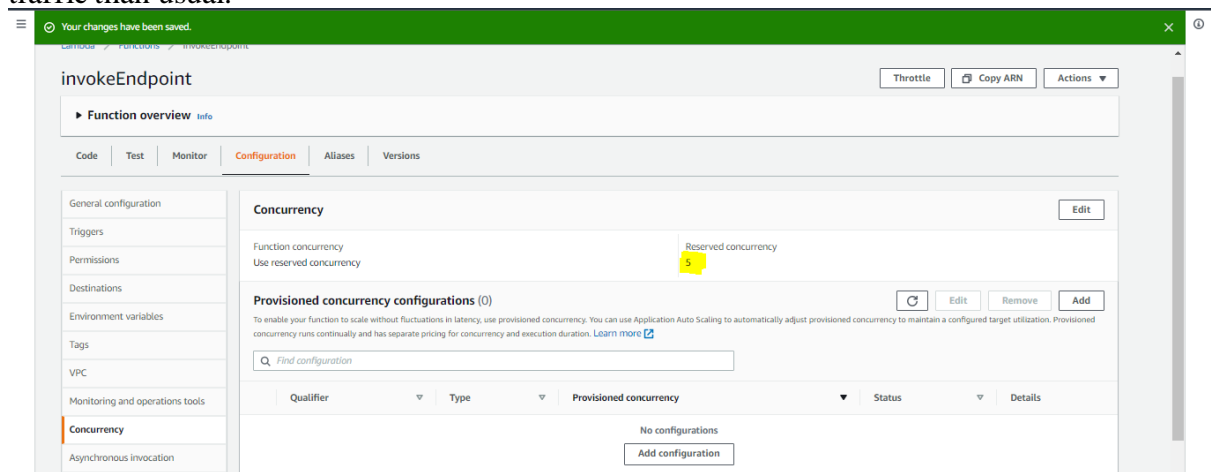 traffic than usual.
Your changes have been saved.
Lambda > Functions > invokeEndpoint
invokeEndpoint
Throttle Copy ARN Actions
Function overview Info
Code Test Monitor Configuration Aliases Versions
General configuration
Triggers
Permissions
Destinations
Environment variables
Tags
VPC
Monitoring and operations tools
Concurrency
Asynchronous invocation
Concurrency Edit
Function concurrency Reserved concurrency
Use reserved concurrency 5
Provisioned concurrency configurations (0) Edit Remove Add
To enable your function to scale without fluctuations in latency, use provisioned concurrency. You can use Application Auto Scaling to automatically adjust provisioned concurrency to maintain a configured target utilization. Provisioned
concurrency runs continually and has separate pricing for concurrency and execution duration. Learn more
Find configuration
Qualifier Type Provisioned concurrency Status Details
No configurations
Add configuration